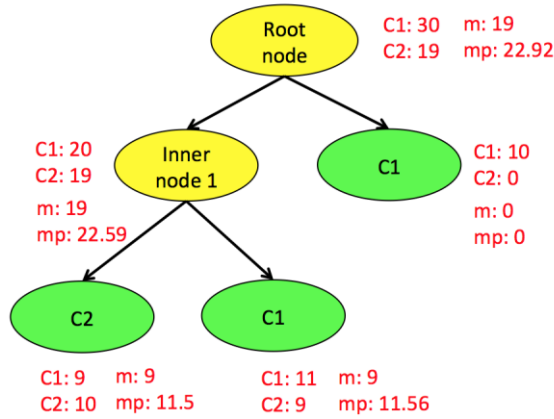 Root
node
C1: 30 m: 19
C2: 19 mp: 22.92
C1: 20
C2: 19
m: 19
mp: 22.59
Inner
node 1
C1
C1: 10
C2: 0
m: 0
mp: 0
C2
C1
C1: 9 m: 9
C2: 10 mp: 11.5
C1: 11 m: 9
C2: 9 mp: 11.56